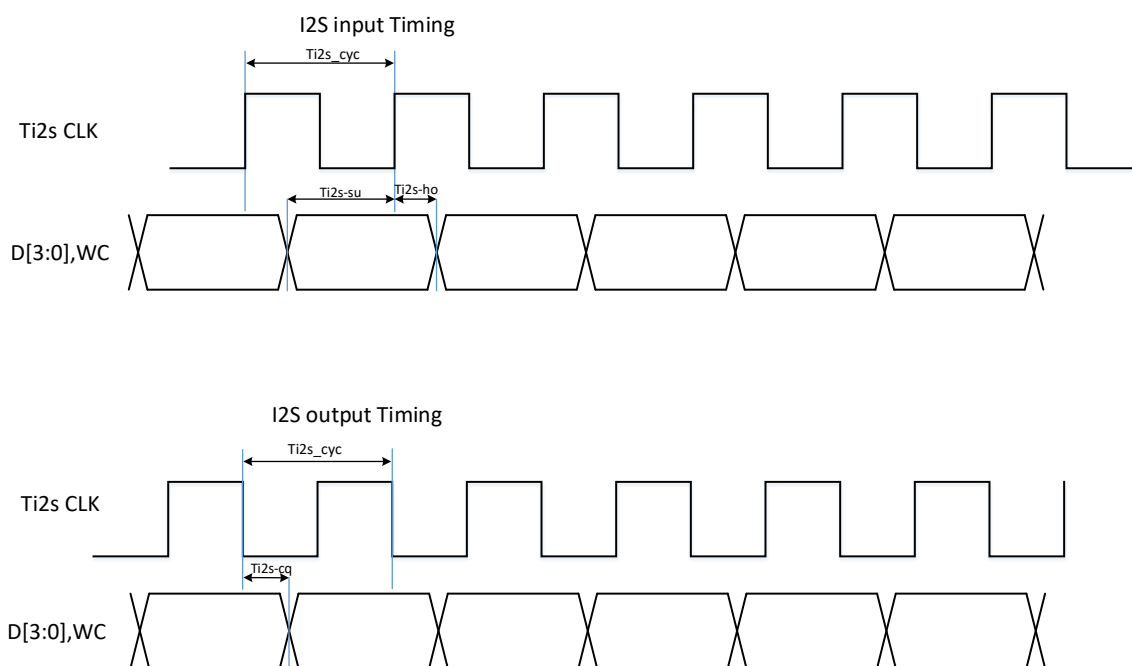 I2S input Timing
Ti2s_cyc
Ti2s CLK
Ti2s-su
Ti2s-ho
D[3:0],WC
I2S output Timing
Ti2s_cyc
Ti2s CLK
Ti2s-cq
D[3:0],WC